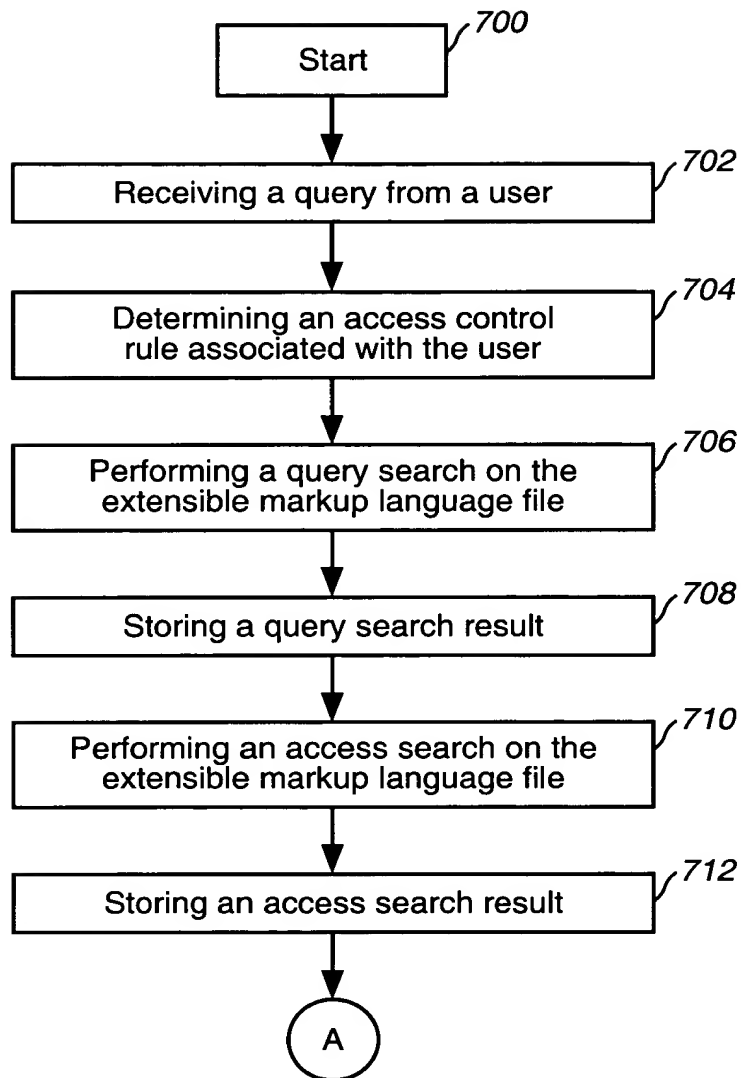 700
Start
702
Receiving a query from a user
704
Determining an access control
rule associated with the user
706
Performing a query search on the
extensible markup language file
708
Storing a query search result
710
Performing an access search on the
extensible markup language file
712
Storing an access search result
A